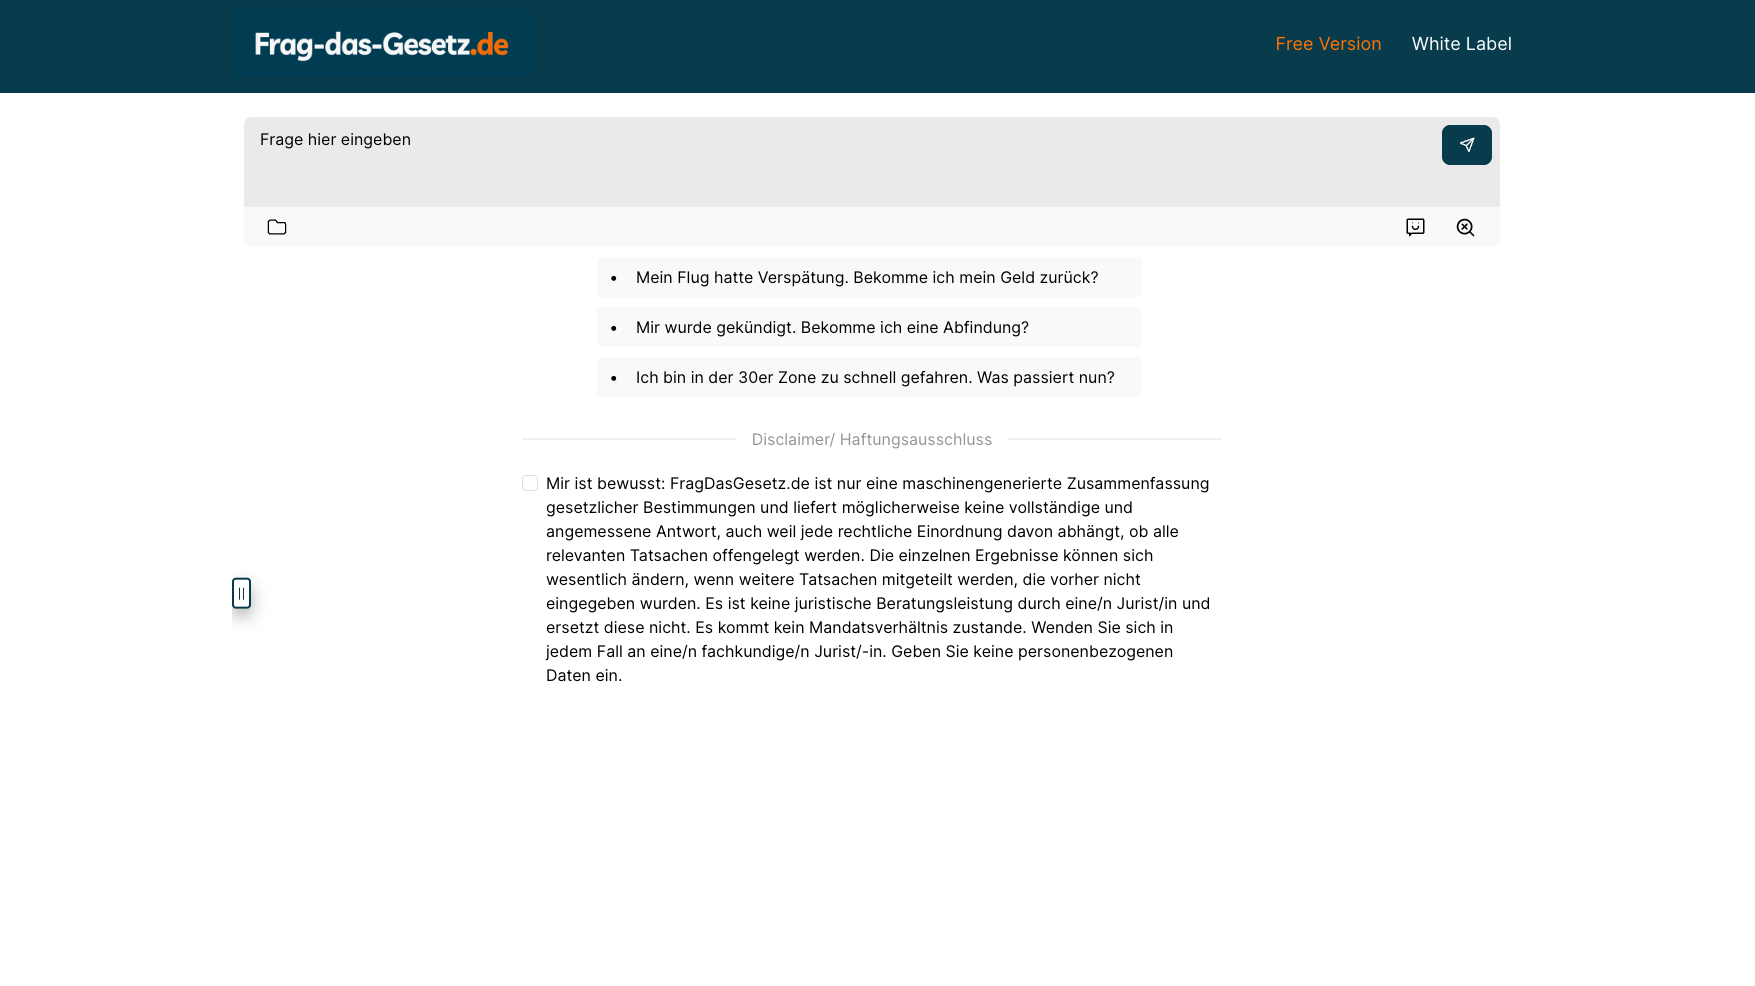 Frag-das-Gesetz.de
Free Version
White Label
Frage hier eingeben
• Mein Flug hatte Verspätung. Bekomme ich mein Geld zurück?
• Mir wurde gekündigt. Bekomme ich eine Abfindung?
• Ich bin in der 30er Zone zu schnell gefahren. Was passiert nun?
Disclaimer/ Haftungsausschluss
Mir ist bewusst: FragDasGesetz.de ist nur eine maschinengenerierte Zusammenfassung
gesetzlicher Bestimmungen und liefert möglicherweise keine vollständige und
angemessene Antwort, auch weil jede rechtliche Einordnung davon abhängt, ob alle
relevanten Tatsachen offengelegt werden. Die einzelnen Ergebnisse können sich
wesentlich ändern, wenn weitere Tatsachen mitgeteilt werden, die vorher nicht
eingegeben wurden. Es ist keine juristische Beratungsleistung durch eine/n Jurist/in und
ersetzt diese nicht. Es kommt kein Mandatsverhältnis zustande. Wenden Sie sich in
jedem Fall an eine/n fachkundige/n Jurist/-in. Geben Sie keine personenbezogenen
Daten ein.